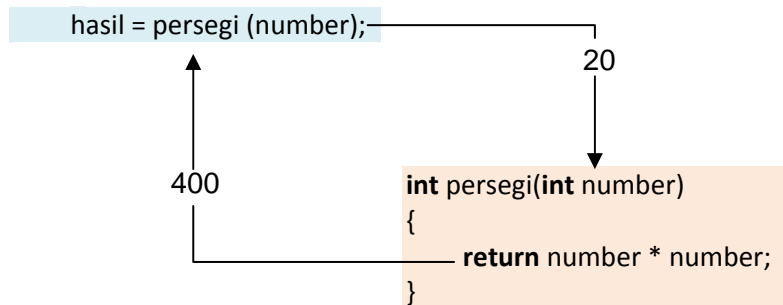 hasil = persegi (number);
20
400
int persegi(int number)
{
return number * number;
}